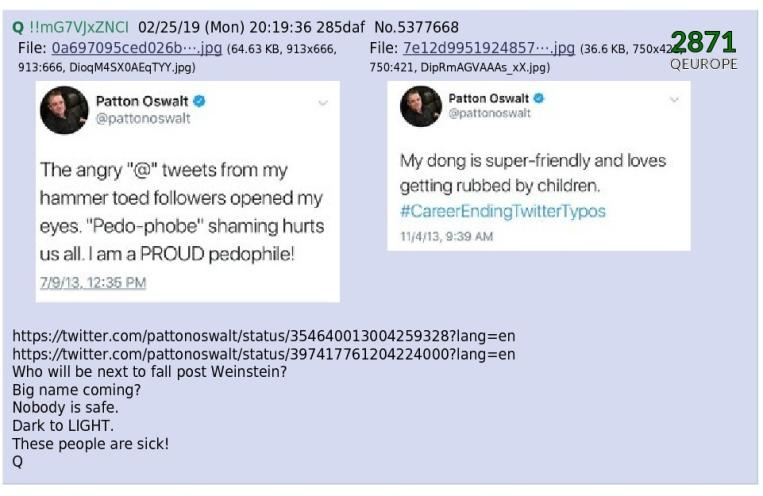 Q !!mG7VJxZNCI 02/25/19 (Mon) 20:19:36 285daf No.5377668
2871
QEUROPE
File: 0a697095ced026b···.jpg (64.63 KB, 913x666,
913:666, DioqM4SX0AEqTYY.jpg)
File: 7e12d9951924857···.jpg (36.6 KB,
750:421, DipRmAGVAAAs_xX.jpg)
Patton Oswalt
@pattonoswalt
The angry "@" tweets from my
hammer toed followers opened my
eyes. "Pedo-phobe" shaming hurts
us all. I am a PROUD pedophile!
7/9/13, 12:35 PM
Patton Oswalt
@pattonoswalt
My dong is super-friendly and loves
getting rubbed by children.
#CareerEndingTwitterTypos
11/4/13, 9:39 AM
https://twitter.com/pattonoswalt/status/354640013004259328?lang=en
https://twitter.com/pattonoswalt/status/397417761204224000?lang=en
Who will be next to fall post Weinstein?
Big name coming?
Nobody is safe.
Dark to LIGHT.
These people are sick!
Q